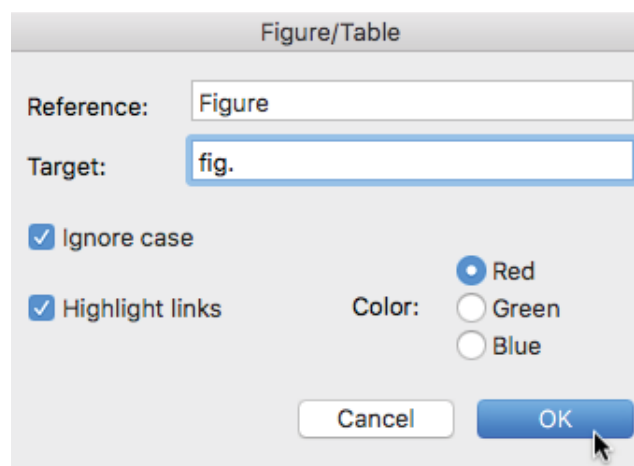 Figure/Table
Reference: Figure
Target: fig.
Ignore case
Red
Highlight links Color: Green
Blue
Cancel OK